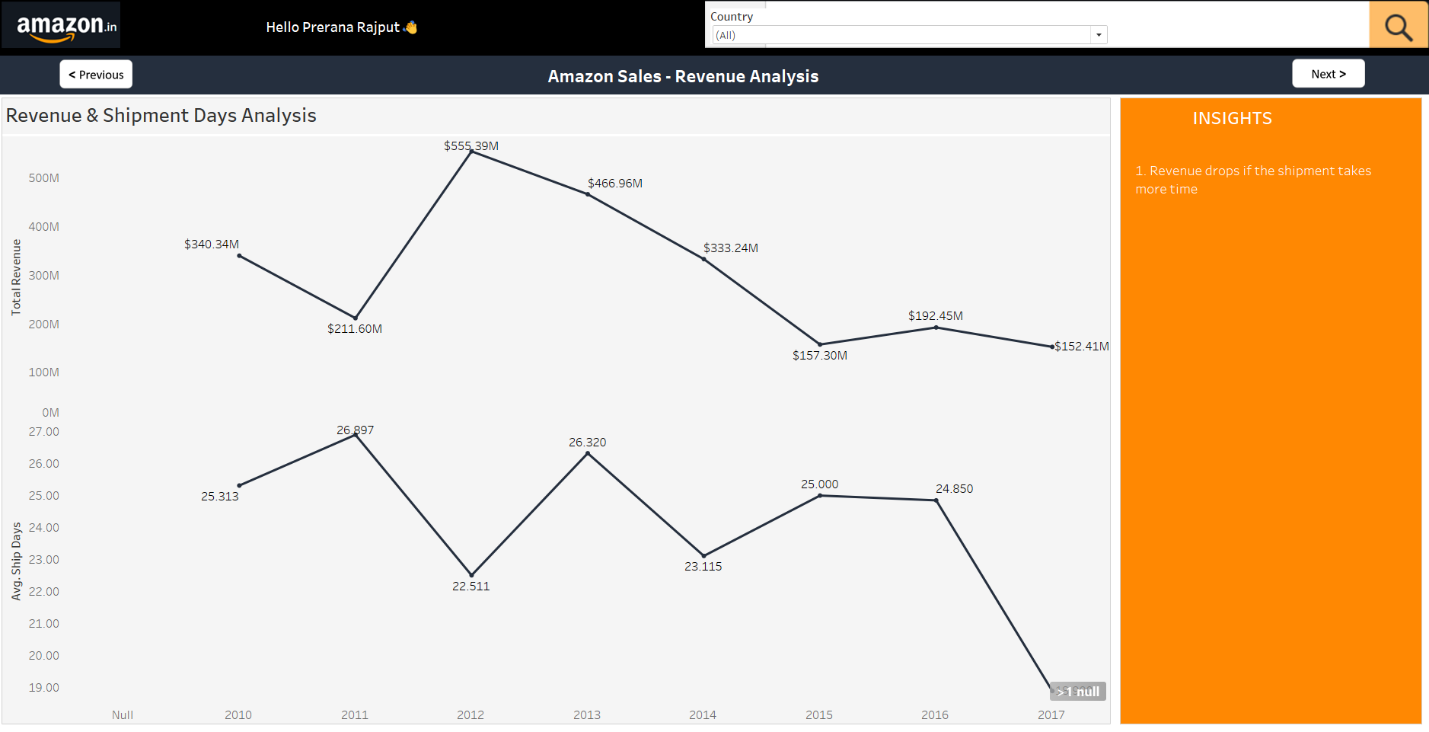 amazon.in
Hello Prerana Rajput 👏
Country
(All)
< Previous
Amazon Sales - Revenue Analysis
Next >
Revenue & Shipment Days Analysis
INSIGHTS
1. Revenue drops if the shipment takes
more time
Total Revenue
500M
400M
300M
200M
100M
0M
$340.34M
$211.60M
$555.39M
$466.96M
$333.24M
$157.30M
$192.45M
$152.41M
Avg. Ship Days
27.00
26.00
25.00
24.00
23.00
22.00
21.00
20.00
19.00
25.313
26.897
22.511
26.320
23.115
25.000
24.850
>1 null
Null
2010
2011
2012
2013
2014
2015
2016
2017